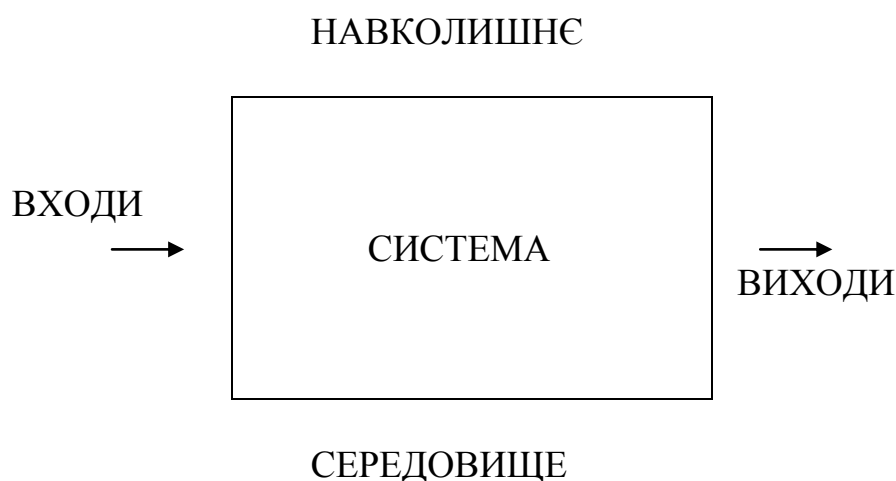 НАВКОЛИШНЄ
ВХОДИ
СИСТЕМА
ВИХОДИ
СЕРЕДОВИЩЕ